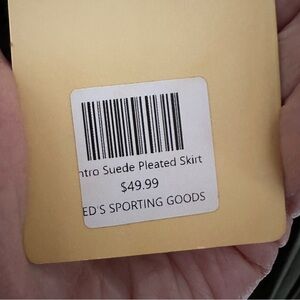 ntro Suede Pleated Skirt
$49.99
ED'S SPORTING GOODS